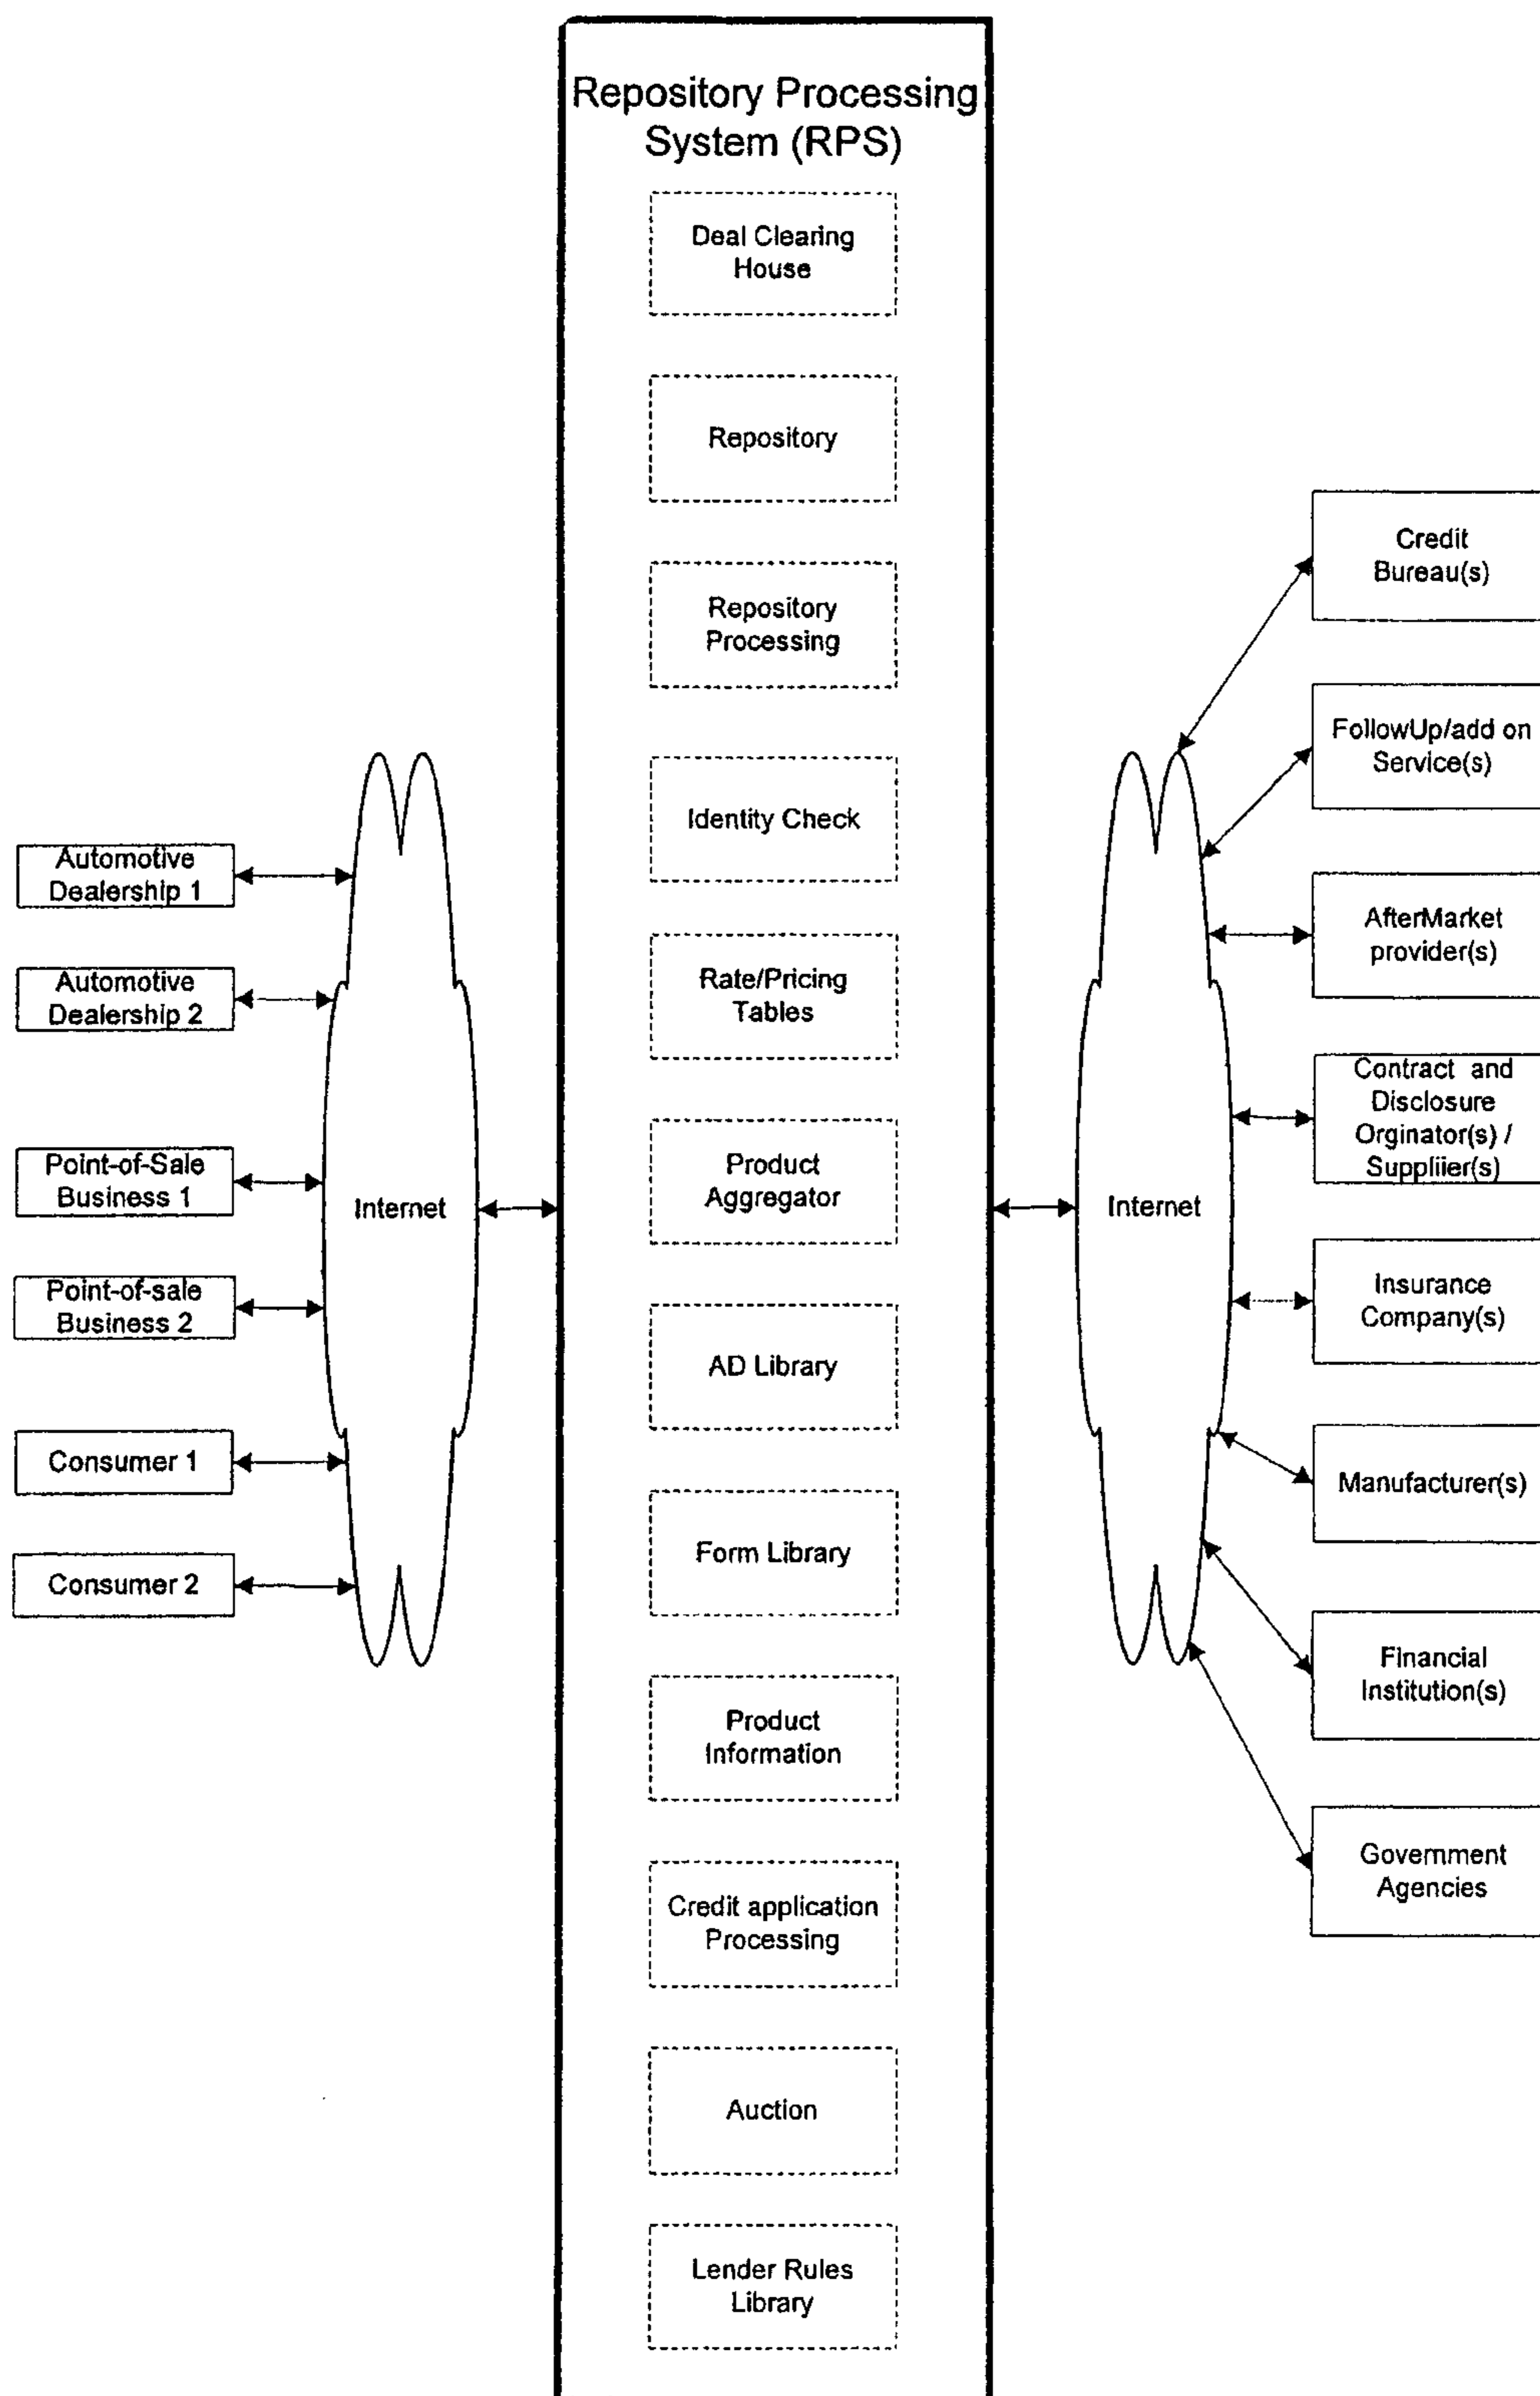 Repository Processing
System (RPS)
Deal Clearing
House
Repository
Repository
Processing
Identity Check
Rate/Pricing
Tables
Product
Aggregator
AD Library
Form Library
Product
Information
Credit application
Processing
Auction
Lender Rules
Library
Automotive
Dealership 1
Automotive
Dealership 2
Point-of-Sale
Business 1
Point-of-sale
Business 2
Consumer 1
Consumer 2
Internet
Internet
Credit
Bureau(s)
FollowUp/add on
Service(s)
AfterMarket
provider(s)
Contract and
Disclosure
Orginator(s) /
Suppliier(s)
Insurance
Company(s)
Manufacturer(s)
Financial
Institution(s)
Government
Agencies